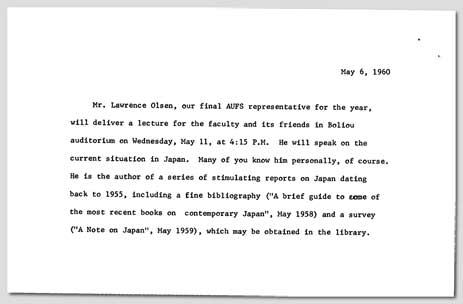 May 6, 1960
Mr. Lawrence Olsen, our final AUFS representative for the year,
will deliver a lecture for the faculty and its friends in Boliou
auditorium on Wednesday, May 11, at 4:15 P.M. He will speak on the
current situation in Japan. Many of you know him personally, of course.
He is the author of a series of stimulating reports on Japan dating
back to 1955, including a fine bibliography ("A brief guide to some of
the most recent books on contemporary Japan", May 1958) and a survey
("A Note on Japan", May 1959), which may be obtained in the library.